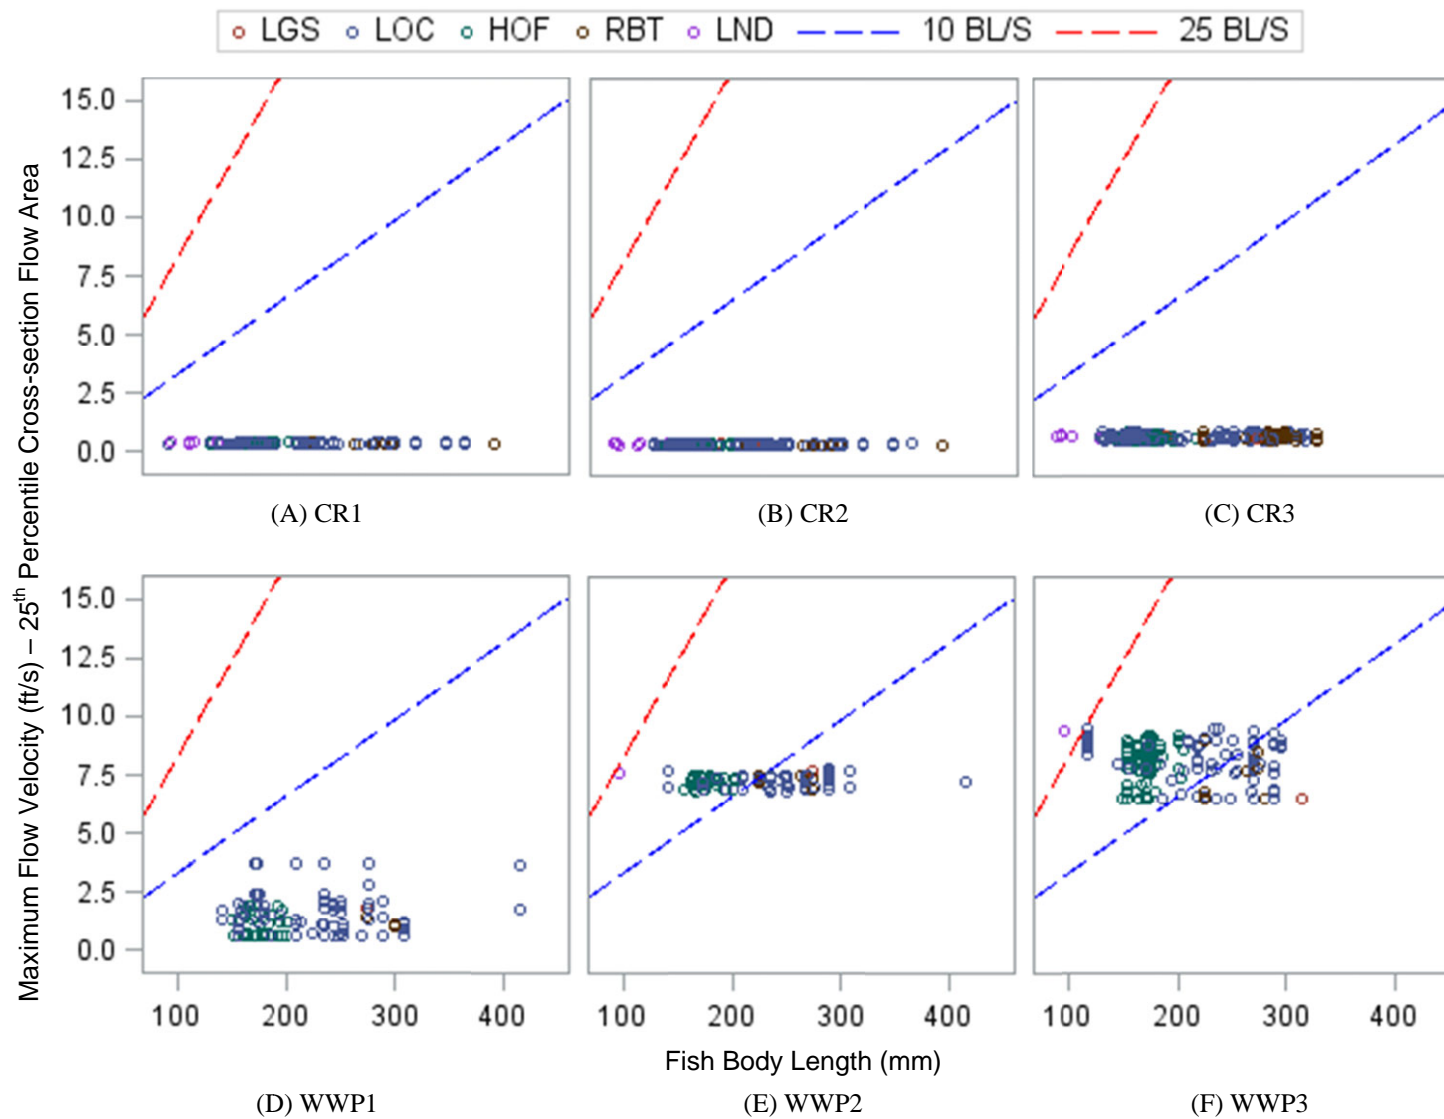 LGS LOC HOF RBT LND 10 BL/S 25 BL/S
Maximum Flow Velocity (ft/s) – 25th Percentile Cross-section Flow Area
15.0
12.5
10.0
7.5
5.0
2.5
0.0
(A) CR1 (B) CR2 (C) CR3
15.0
12.5
10.0
7.5
5.0
2.5
0.0
100 200 300 400 100 200 300 400 100 200 300 400
Fish Body Length (mm)
(D) WWP1 (E) WWP2 (F) WWP3